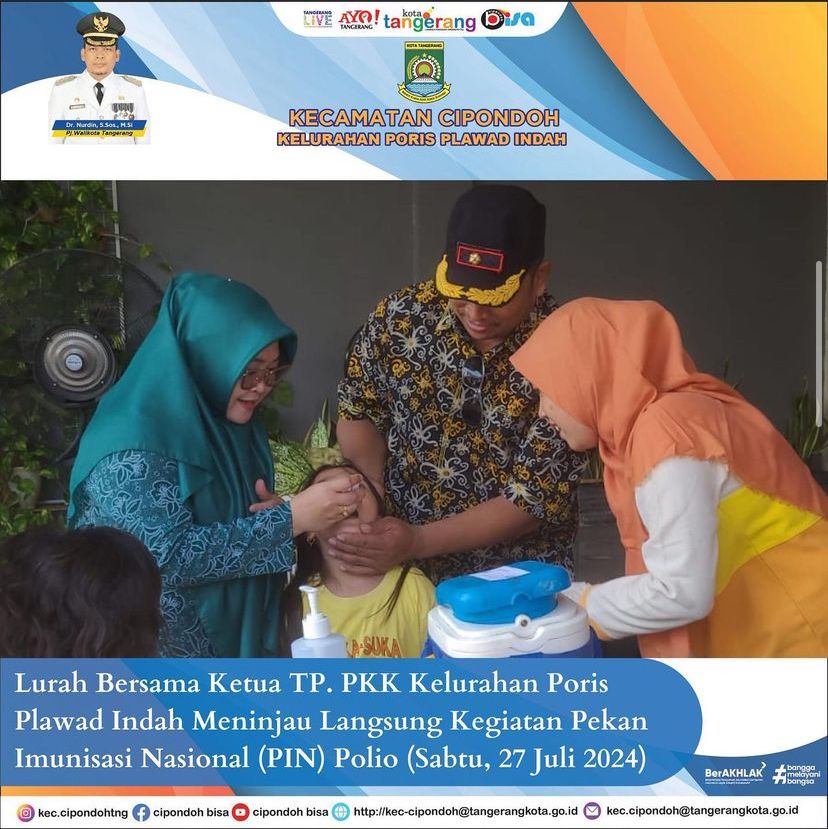 TANGERANG LIVE
AYO! TANGERANG
kota tangerang
Bisa
KOTA TANGERANG
KECAMATAN CIPONDOH
KELURAHAN PORIS PLAWAD INDAH
Dr. Nurdin, S.Sos., M.Si
Pj.Walikota Tangerang
KA-SUKA
Lurah Bersama Ketua TP. PKK Kelurahan Poris
Plawad Indah Meninjau Langsung Kegiatan Pekan
Imunisasi Nasional (PIN) Polio (Sabtu, 27 Juli 2024)
BerAKHLAK
#bangga melayani bangsa
kec.cipondohtng cipondoh bisa cipondoh bisa http://kec-cipondoh@tangerangkota.go.id kec.cipondoh@tangerangkota.go.id